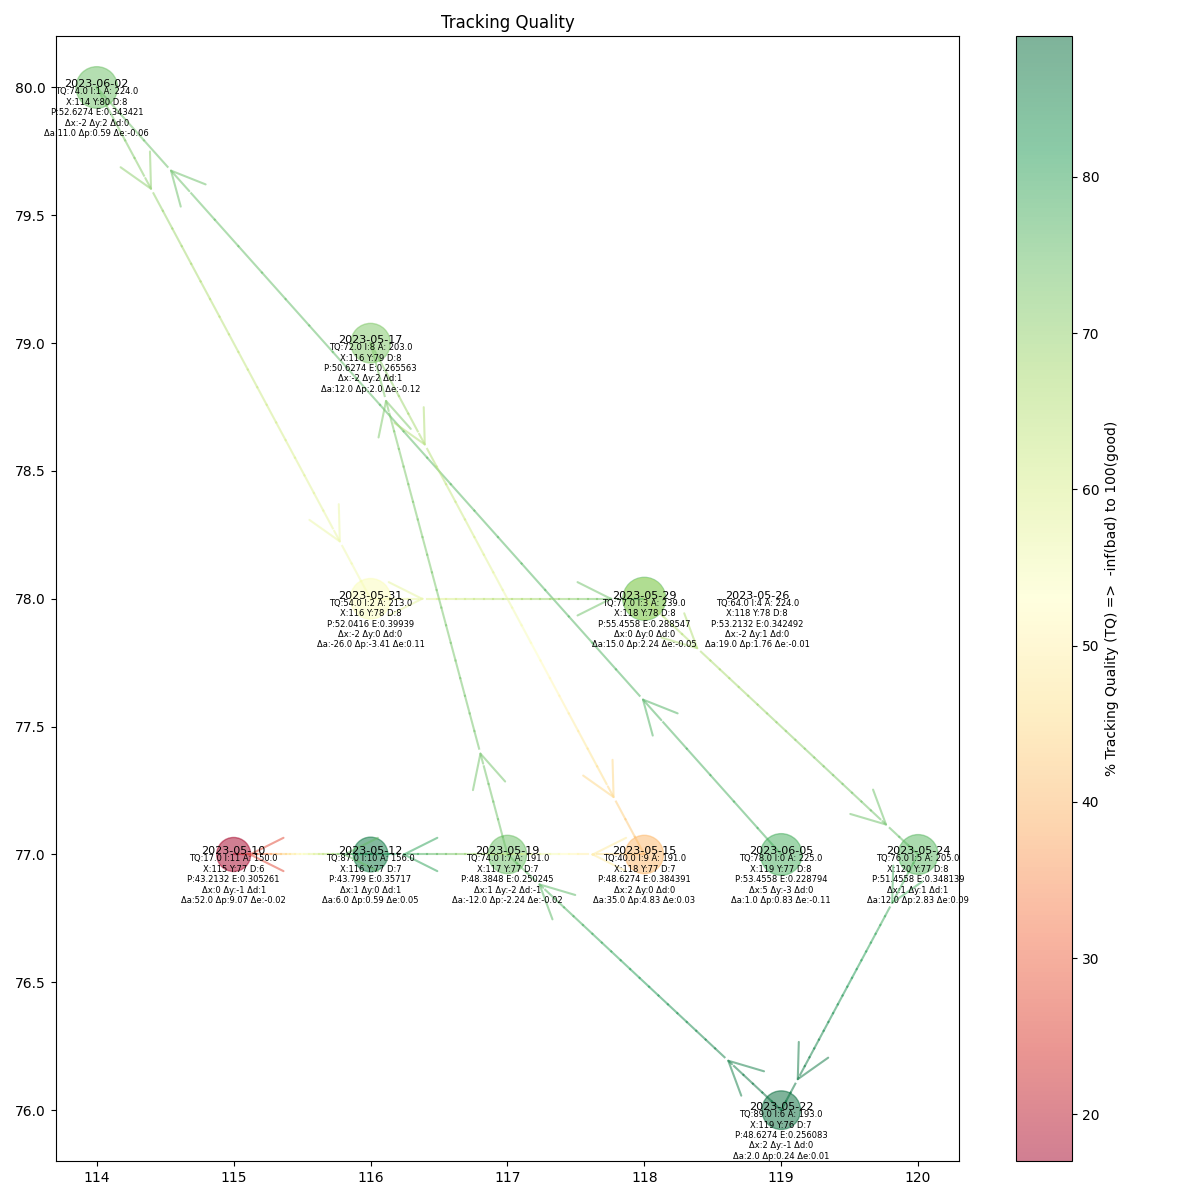 Tracking Quality
80.0
79.5
79.0
78.5
78.0
77.5
77.0
76.5
76.0
114
115
116
117
118
119
120
2023-06-02
TQ:74.0 I:1 A: 224.0
X:114 Y:80 D:8
P:52.6274 E:0.343421
Δx:-2 Δy:2 Δd:0
Δa:11.0 Δp:0.59 Δe:-0.06
2023-05-17
TQ:72.0 I:8 A: 203.0
X:116 Y:79 D:8
P:50.6274 E:0.265563
Δx:-2 Δy:2 Δd:1
Δa:12.0 Δp:2.0 Δe:-0.12
2023-05-31
TQ:54.0 I:2 A: 213.0
X:116 Y:78 D:8
P:52.0416 E:0.39939
Δx:-2 Δy:0 Δd:0
Δa:-26.0 Δp:-3.41 Δe:0.11
2023-05-29
TQ:77.0 I:3 A: 239.0
X:118 Y:78 D:8
P:55.4558 E:0.288547
Δx:0 Δy:0 Δd:0
Δa:15.0 Δp:2.24 Δe:-0.05
2023-05-26
TQ:64.0 I:4 A: 224.0
X:118 Y:78 D:8
P:53.2132 E:0.342492
Δx:-2 Δy:1 Δd:0
Δa:19.0 Δp:1.76 Δe:-0.01
2023-05-10
TQ:17.0 I:11 A: 150.0
X:115 Y:77 D:6
P:43.2132 E:0.305261
Δx:0 Δy:-1 Δd:1
Δa:52.0 Δp:9.07 Δe:-0.02
2023-05-12
TQ:87.0 I:10 A: 156.0
X:116 Y:77 D:7
P:43.799 E:0.35717
Δx:1 Δy:0 Δd:1
Δa:6.0 Δp:0.59 Δe:0.05
2023-05-19
TQ:74.0 I:7 A: 191.0
X:117 Y:77 D:7
P:48.3848 E:0.250245
Δx:1 Δy:-2 Δd:-1
Δa:-12.0 Δp:-2.24 Δe:-0.02
2023-05-15
TQ:40.0 I:9 A: 191.0
X:118 Y:77 D:7
P:48.6274 E:0.384391
Δx:2 Δy:0 Δd:0
Δa:35.0 Δp:4.83 Δe:0.03
2023-06-05
TQ:78.0 I:0 A: 225.0
X:119 Y:77 D:8
P:53.4558 E:0.228794
Δx:5 Δy:-3 Δd:0
Δa:1.0 Δp:0.83 Δe:-0.11
2023-05-24
TQ:76.0 I:5 A: 205.0
X:120 Y:77 D:8
P:51.4558 E:0.348139
Δx:1 Δy:1 Δd:1
Δa:12.0 Δp:2.83 Δe:0.09
2023-05-22
TQ:89.0 I:6 A: 193.0
X:119 Y:76 D:7
P:48.6274 E:0.256083
Δx:2 Δy:-1 Δd:0
Δa:2.0 Δp:0.24 Δe:0.01
80
70
60
50
40
30
20
% Tracking Quality (TQ) => -inf(bad) to 100(good)